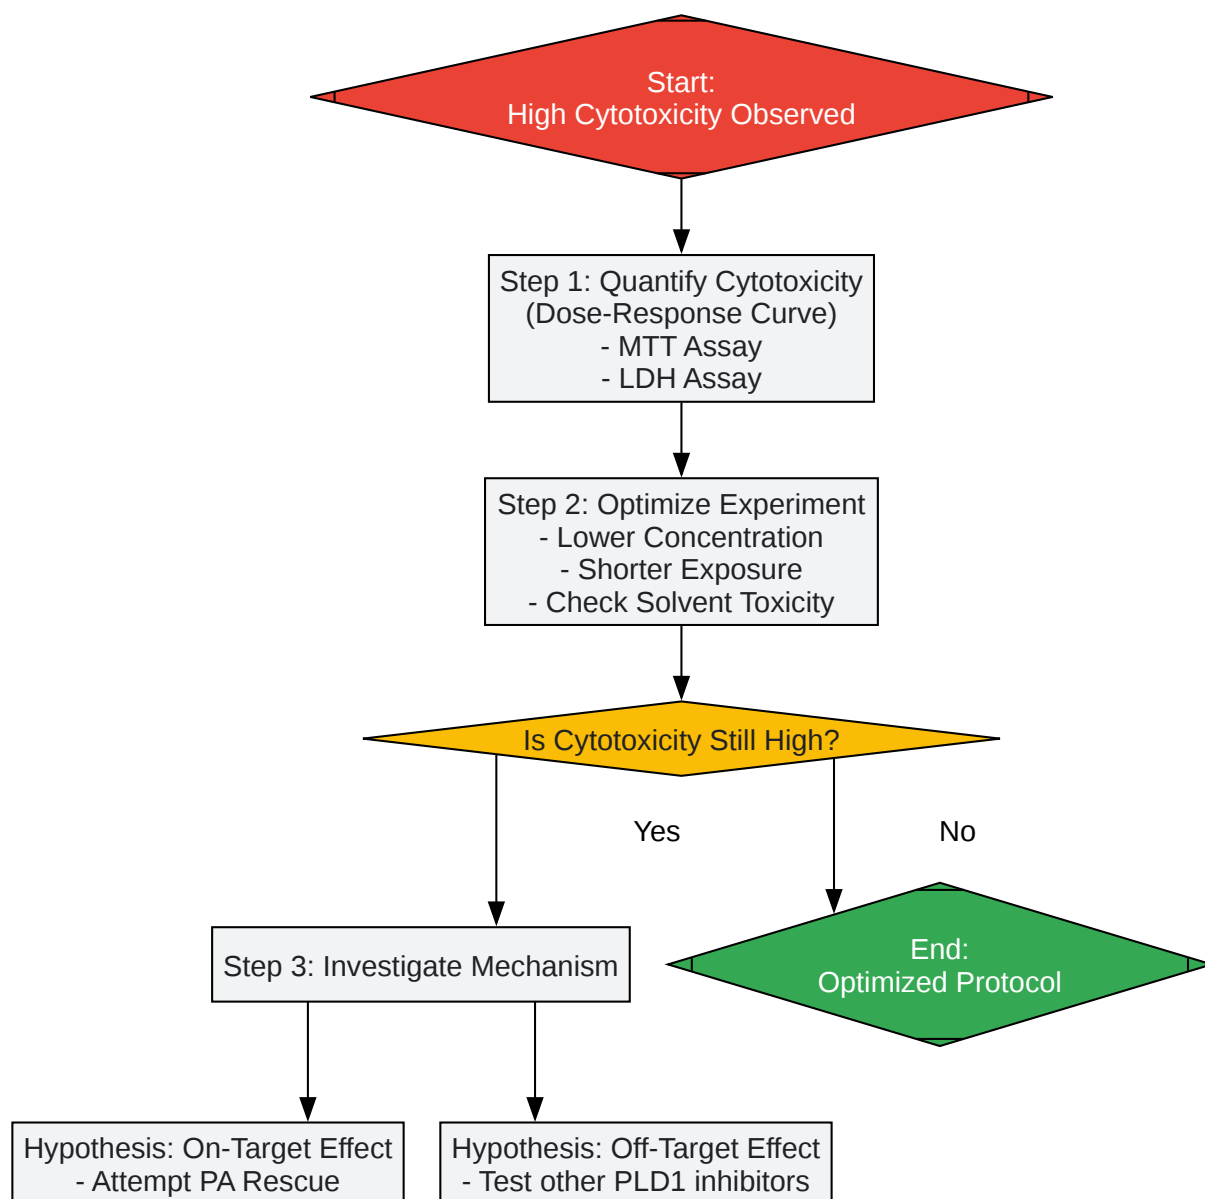 Start:
High Cytotoxicity Observed
Step 1: Quantify Cytotoxicity
(Dose-Response Curve)
- MTT Assay
- LDH Assay
Step 2: Optimize Experiment
- Lower Concentration
- Shorter Exposure
- Check Solvent Toxicity
Is Cytotoxicity Still High?
Yes
No
Step 3: Investigate Mechanism
End:
Optimized Protocol
Hypothesis: On-Target Effect
- Attempt PA Rescue
Hypothesis: Off-Target Effect
- Test other PLD1 inhibitors